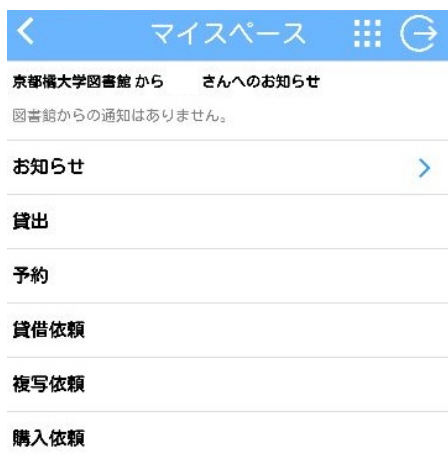 マイスペース
京都橘大学図書館 から さんへのお知らせ
図書館からの通知はありません。
お知らせ
貸出
予約
貸借依頼
複写依頼
購入依頼